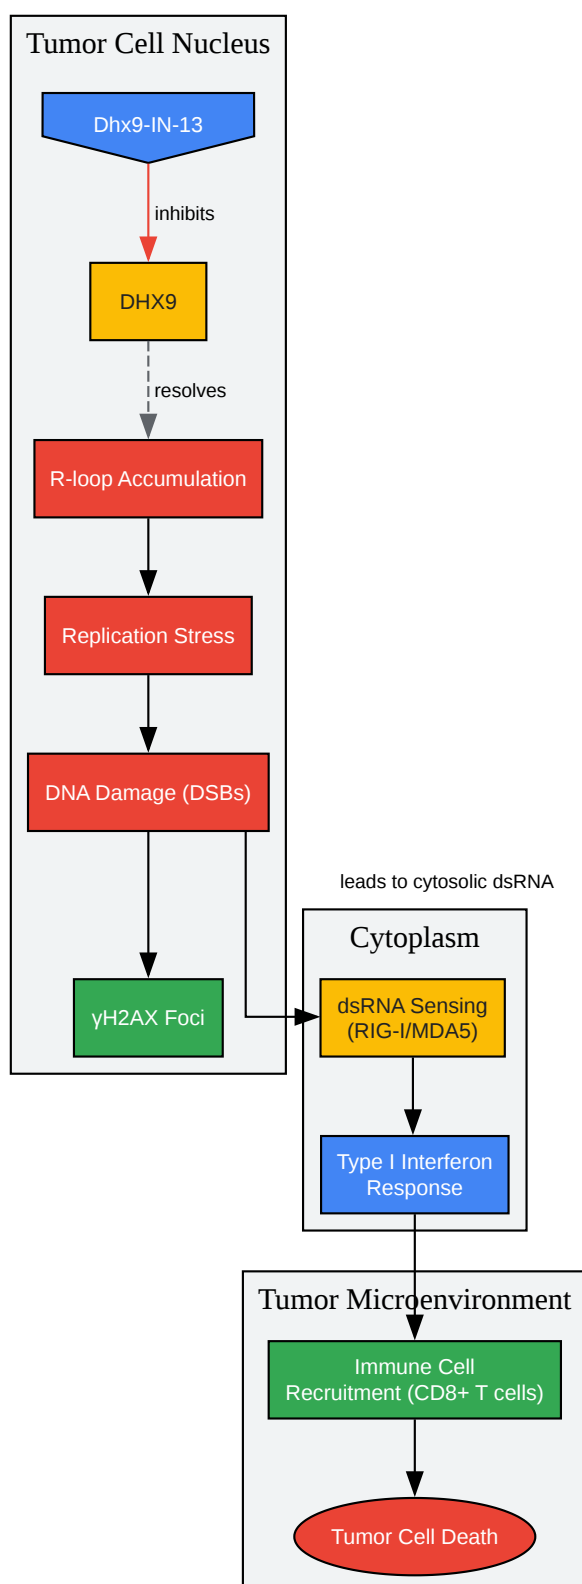 Tumor Cell Nucleus
Dhx9-IN-13
inhibits
DHX9
resolves
R-loop Accumulation
Replication Stress
DNA Damage (DSBs)
γH2AX Foci
leads to cytosolic dsRNA
Cytoplasm
dsRNA Sensing
(RIG-I/MDA5)
Type I Interferon
Response
Tumor Microenvironment
Immune Cell
Recruitment (CD8+ T cells)
Tumor Cell Death